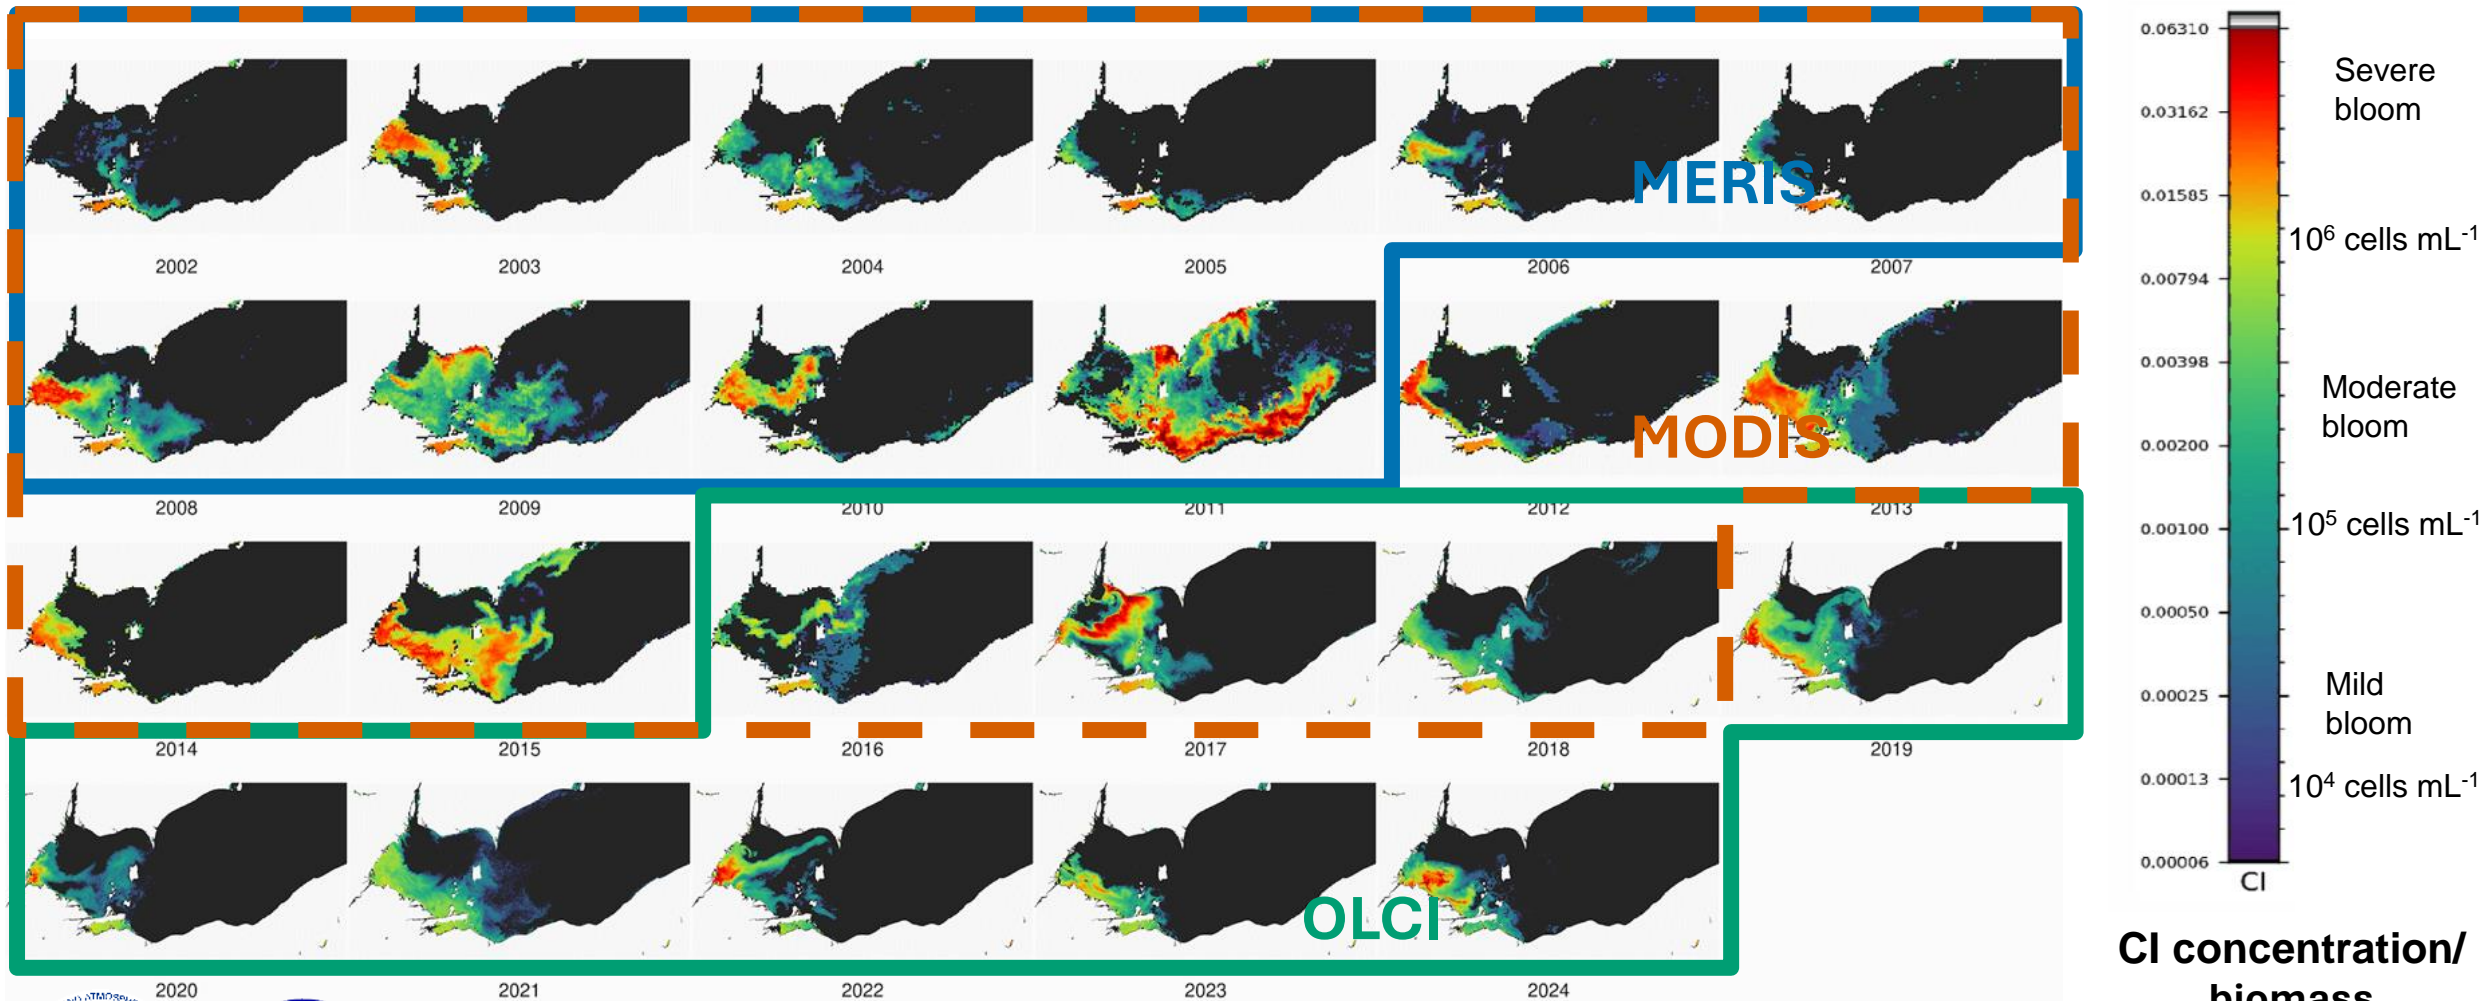 MERIS
2002 2003 2004 2005 2006 2007
MODIS
2008 2009 2010 2011 2012 2013
2014 2015 2016 2017 2018 2019
OLCI
2020 2021 2022 2023 2024
0.06310
0.03162
0.01585
0.00794
0.00398
0.00200
0.00100
0.00050
0.00025
0.00013
0.00006
CI
Severe
bloom
10⁶ cells mL⁻¹
Moderate
bloom
10⁵ cells mL⁻¹
Mild
bloom
10⁴ cells mL⁻¹
CI concentration/
biomass